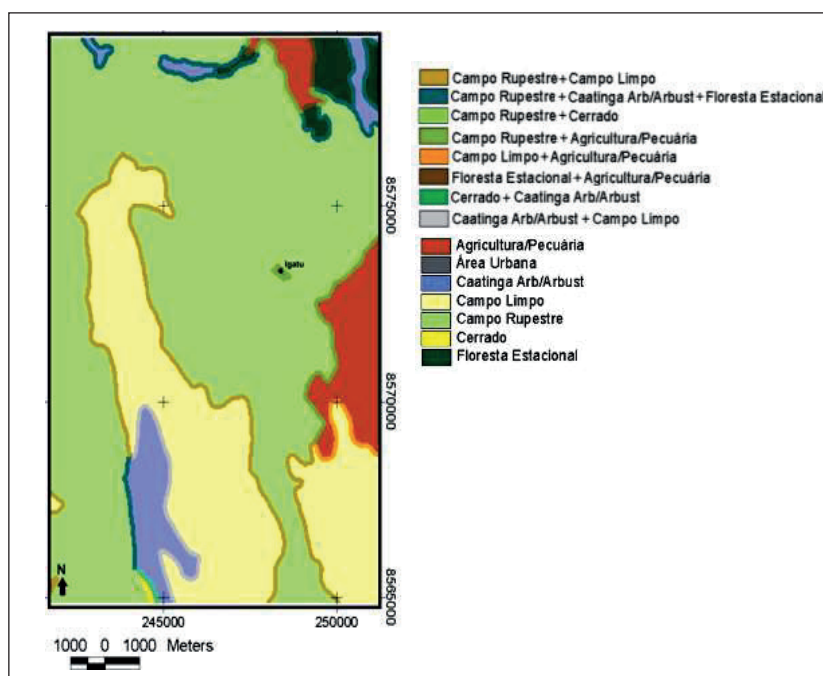 Campo Rupestre + Campo Limpo
Campo Rupestre + Caatinga Arb/Arbust + Floresta Estacional
Campo Rupestre + Cerrado
Campo Rupestre + Agricultura/Pecuária
Campo Limpo + Agricultura/Pecuária
Floresta Estacional + Agricultura/Pecuária
Cerrado + Caatinga Arb/Arbust
Caatinga Arb/Arbust + Campo Limpo
Agricultura/Pecuária
Área Urbana
Caatinga Arb/Arbust
Campo Limpo
Campo Rupestre
Cerrado
Floresta Estacional
8575000
Igatu
8570000
N
8565000
245000
250000
1000 0 1000 Meters